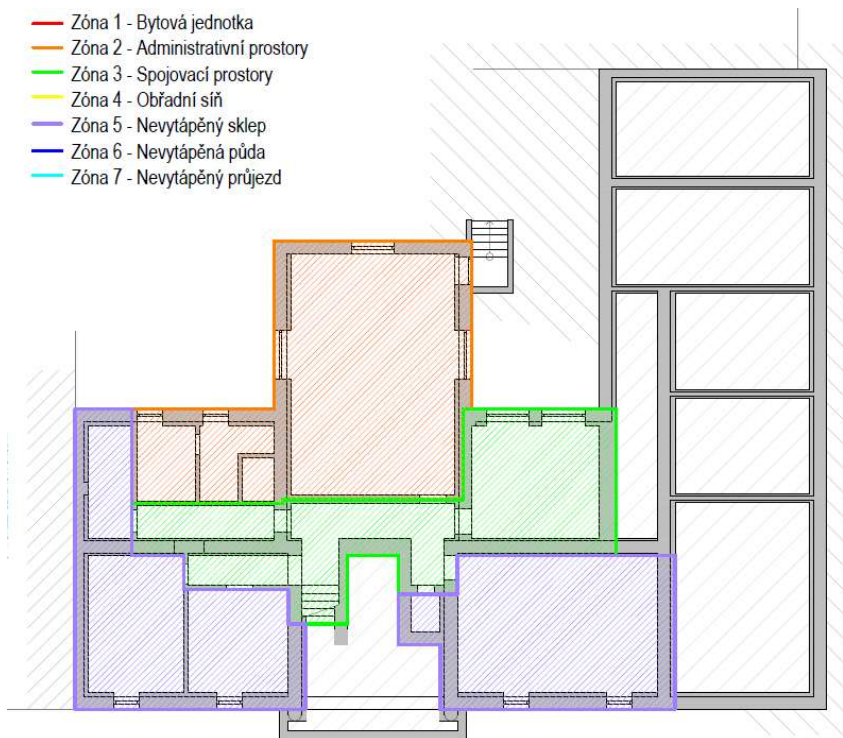 Zóna 1 - Bytová jednotka
Zóna 2 - Administrativní prostory
Zóna 3 - Spojovací prostory
Zóna 4 - Obřadní síň
Zóna 5 - Nevytápěný sklep
Zóna 6 - Nevytápěná půda
Zóna 7 - Nevytápěný průjezd